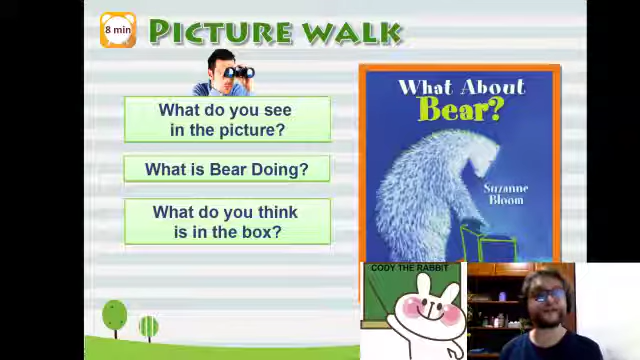 8 min
PICTURE WALK
What do you see
in the picture?
What is Bear Doing?
What do you think
is in the box?
What About
Bear?
Suzanne
Bloom
CODY THE RABBIT